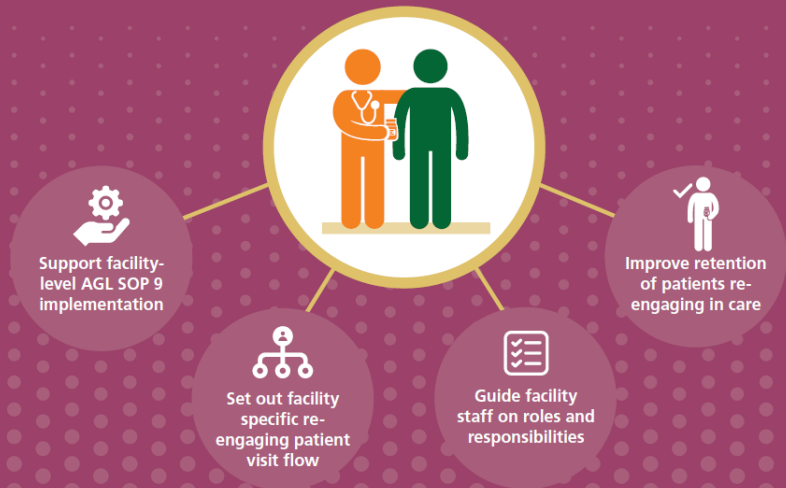 Support facility-
level AGL SOP 9
implementation
Set out facility
specific re-
engaging patient
visit flow
Guide facility
staff on roles and
responsibilities
Improve retention
of patients re-
engaging in care